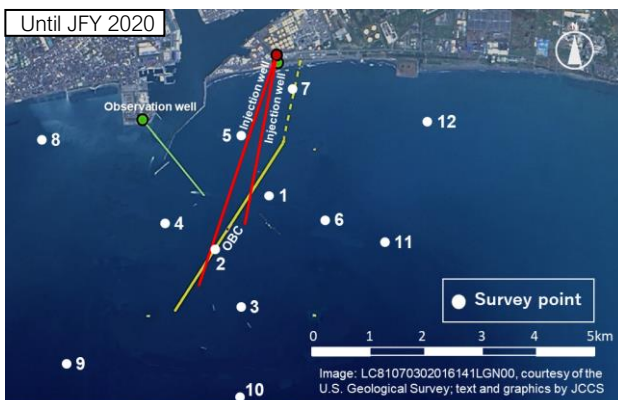 Until JFY 2020
N
Observation well
Injection well
Injection well
7
8
5
12
1
4
6
11
OBC
2
3
Survey point
0 1 2 3 4 5km
9
10
Image: LC81070302016141LGN00, courtesy of the
U.S. Geological Survey; text and graphics by JCCS